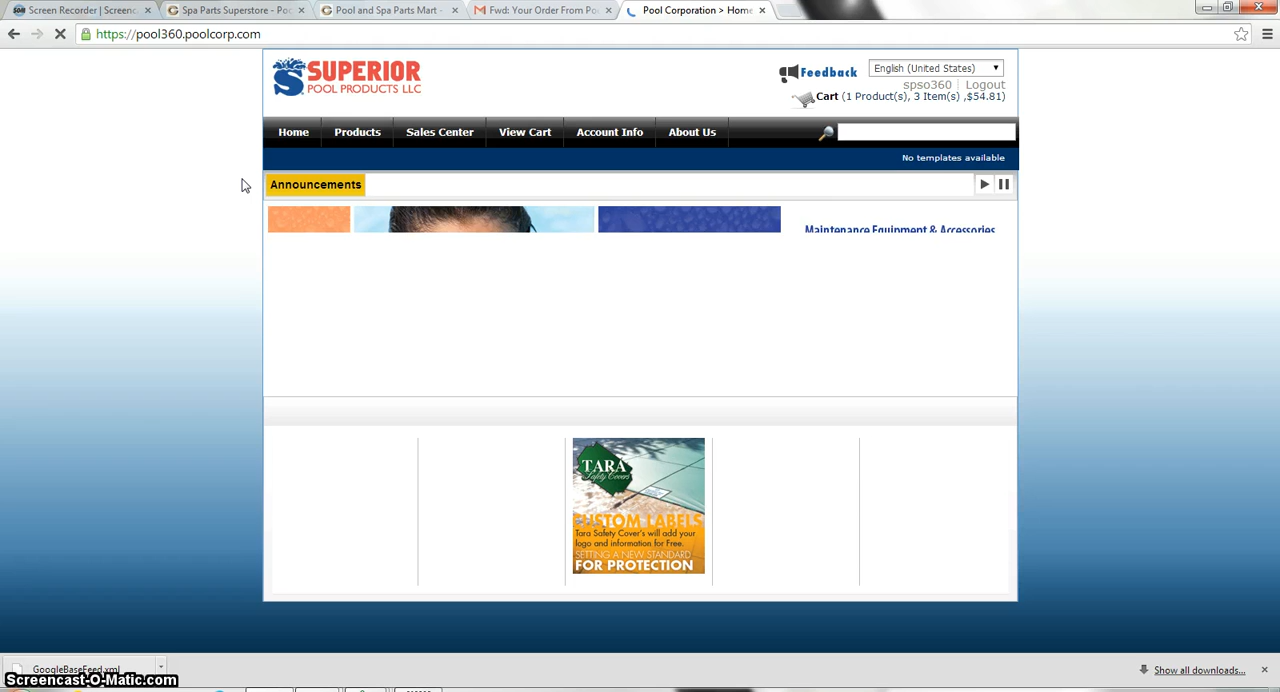 Screen Recorder | Screenc
Spa Parts Superstore - Poo
Pool and Spa Parts Mart -
Fwd: Your Order From Poo
Pool Corporation > Home
https://pool360.poolcorp.com
SUPERIOR
POOL PRODUCTS LLC
Feedback
English (United States)
spso360 | Logout
Cart (1 Product(s), 3 Item(s) ,$54.81)
Home
Products
Sales Center
View Cart
Account Info
About Us
No templates available
Announcements
Maintenance Equipment & Accessories
TARA
Safety Covers
CUSTOM LABELS
Tara Safety Cover's will add your
logo and information for Free.
SETTING A NEW STANDARD
FOR PROTECTION
GoogleBaseFeed.xml
Show all downloads...
Screencast-O-Matic.com